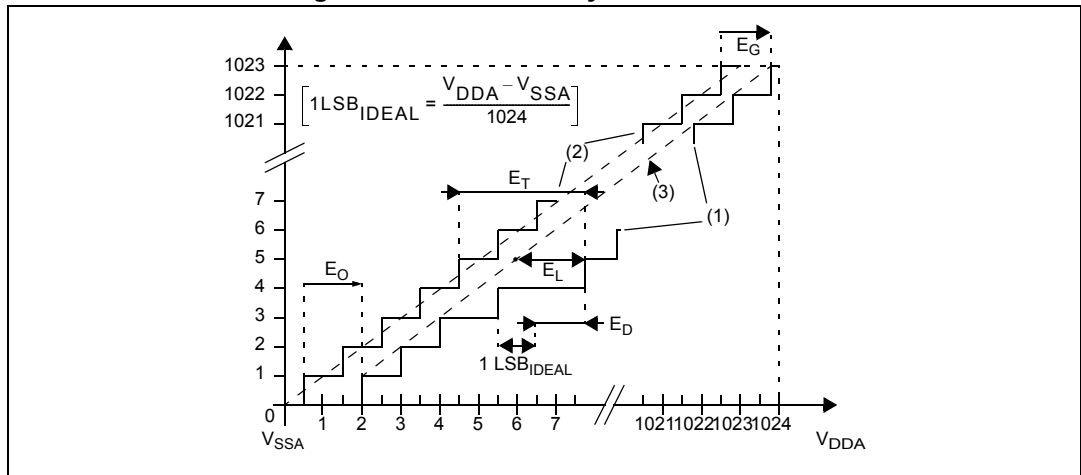 E_G
1023
1022
1021
[1LSB_IDEAL = (V_DDA − V_SSA) / 1024]
(2)
(3)
(1)
E_T
7
6
5
4
3
2
1
0
E_O
E_L
E_D
1 LSB_IDEAL
1 2 3 4 5 6 7 1021 1022 1023 1024
V_SSA
V_DDA